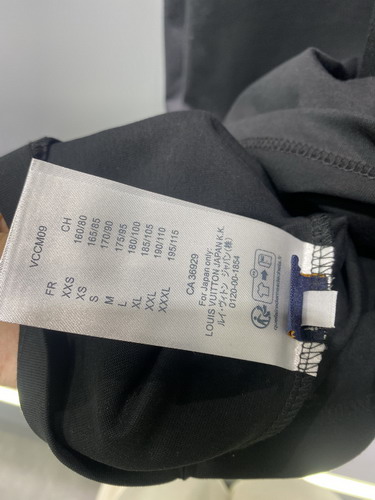 VCCM09
FR CH
XXS 160/80
XS 165/85
S 170/90
M 175/95
L 180/100
XL 185/105
XXL 190/110
XXXL 195/115
CA 36929
For Japan only:
LOUIS VUITTON JAPAN K.K.
ルイ・ヴィトン ジャパン(株)
0120-00-1854